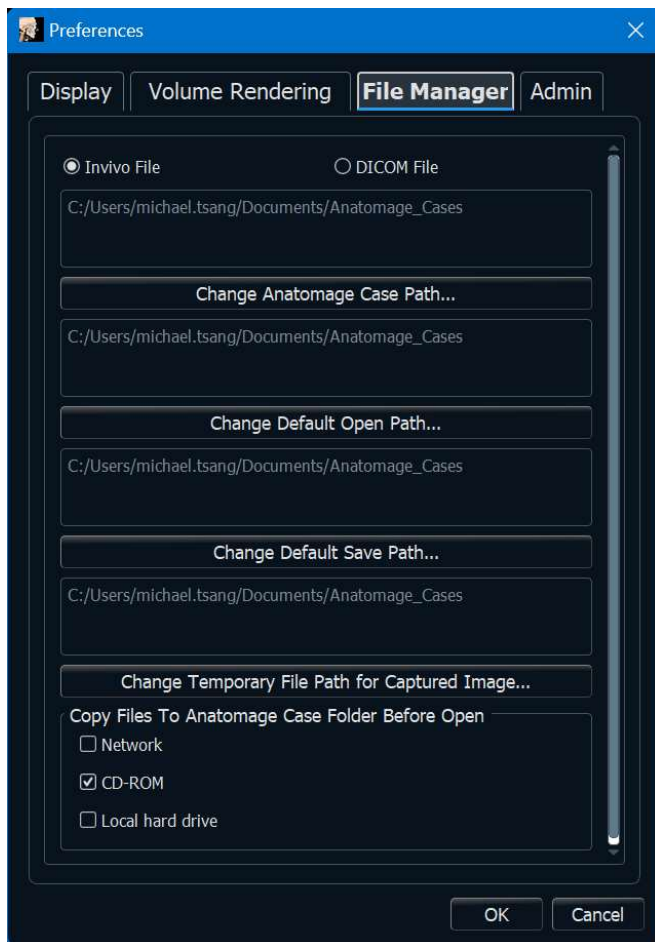 Preferences
Display Volume Rendering File Manager Admin
Invivo File DICOM File
C:/Users/michael.tsang/Documents/Anatomage_Cases
Change Anatomage Case Path...
C:/Users/michael.tsang/Documents/Anatomage_Cases
Change Default Open Path...
C:/Users/michael.tsang/Documents/Anatomage_Cases
Change Default Save Path...
C:/Users/michael.tsang/Documents/Anatomage_Cases
Change Temporary File Path for Captured Image...
Copy Files To Anatomage Case Folder Before Open
Network
CD-ROM
Local hard drive
OK Cancel